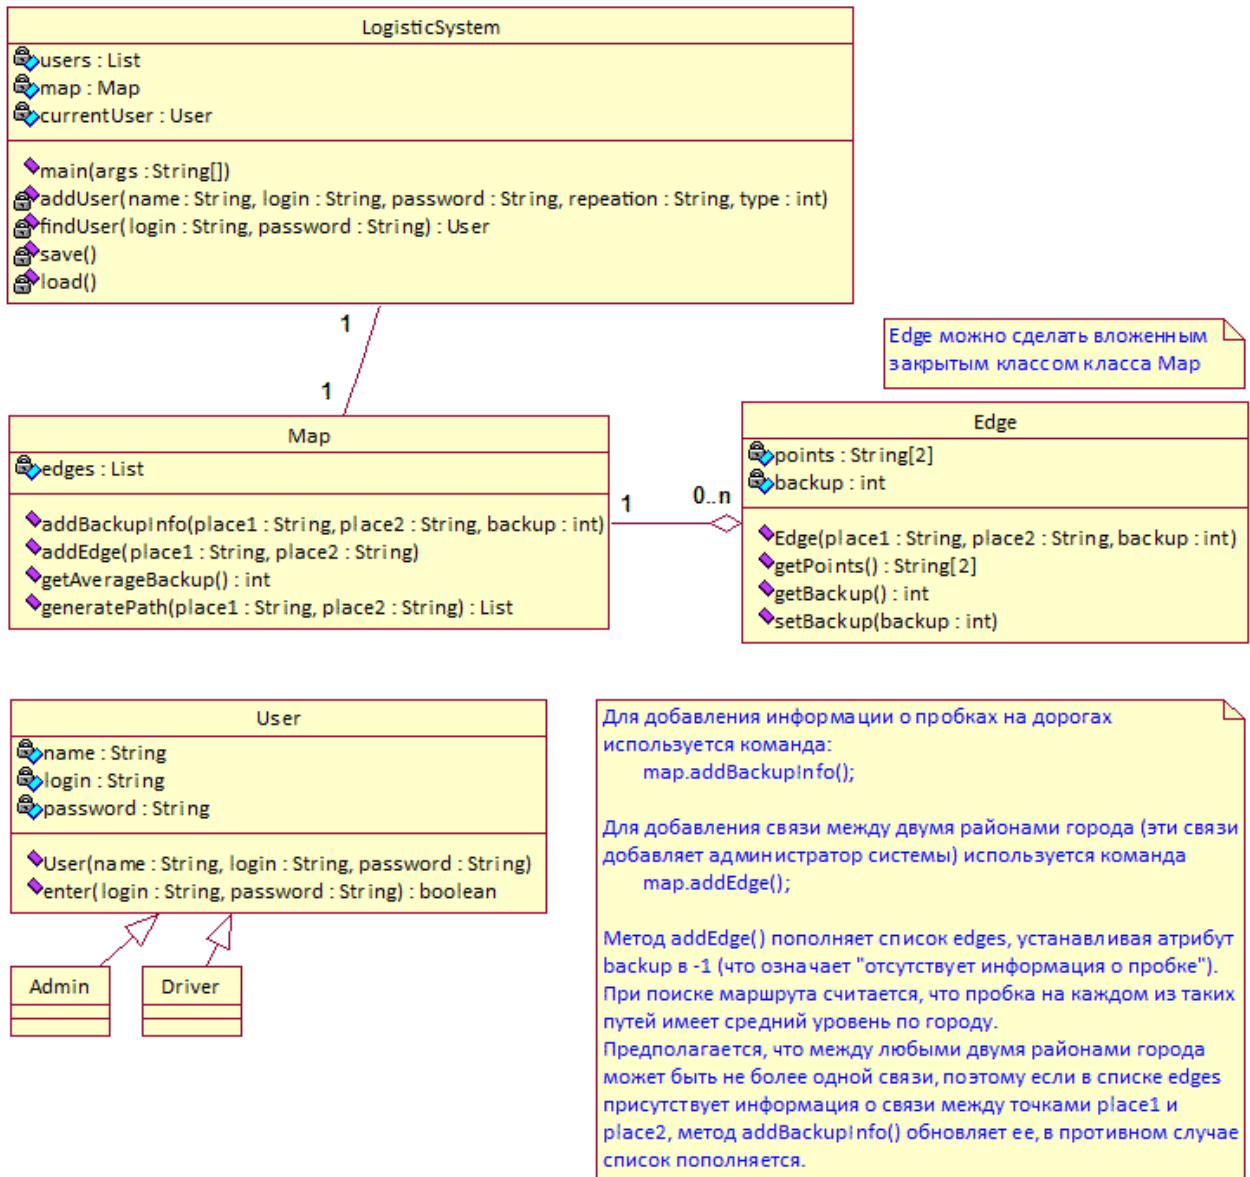 LogisticSystem
users : List
map : Map
currentUser : User
main(args : String[])
addUser(name : String, login : String, password : String, repeation : String, type : int)
findUser(login : String, password : String) : User
save()
load()
1
1
Edge можно сделать вложенным
закрытым классом класса Map
Map
edges : List
addBackupInfo(place1 : String, place2 : String, backup : int)
addEdge(place1 : String, place2 : String)
getAverageBackup() : int
generatePath(place1 : String, place2 : String) : List
1
0..n
Edge
points : String[2]
backup : int
Edge(place1 : String, place2 : String, backup : int)
getPoints() : String[2]
getBackup() : int
setBackup(backup : int)
User
name : String
login : String
password : String
User(name : String, login : String, password : String)
enter(login : String, password : String) : boolean
Admin
Driver
Для добавления информации о пробках на дорогах
используется команда:
map.addBackupInfo();
Для добавления связи между двумя районами города (эти связи
добавляет администратор системы) используется команда
map.addEdge();
Метод addEdge() пополняет список edges, устанавливая атрибут
backup в -1 (что означает "отсутствует информация о пробке").
При поиске маршрута считается, что пробка на каждом из таких
путей имеет средний уровень по городу.
Предполагается, что между любыми двумя районами города
может быть не более одной связи, поэтому если в списке edges
присутствует информация о связи между точками place1 и
place2, метод addBackupInfo() обновляет ее, в противном случае
список пополняется.